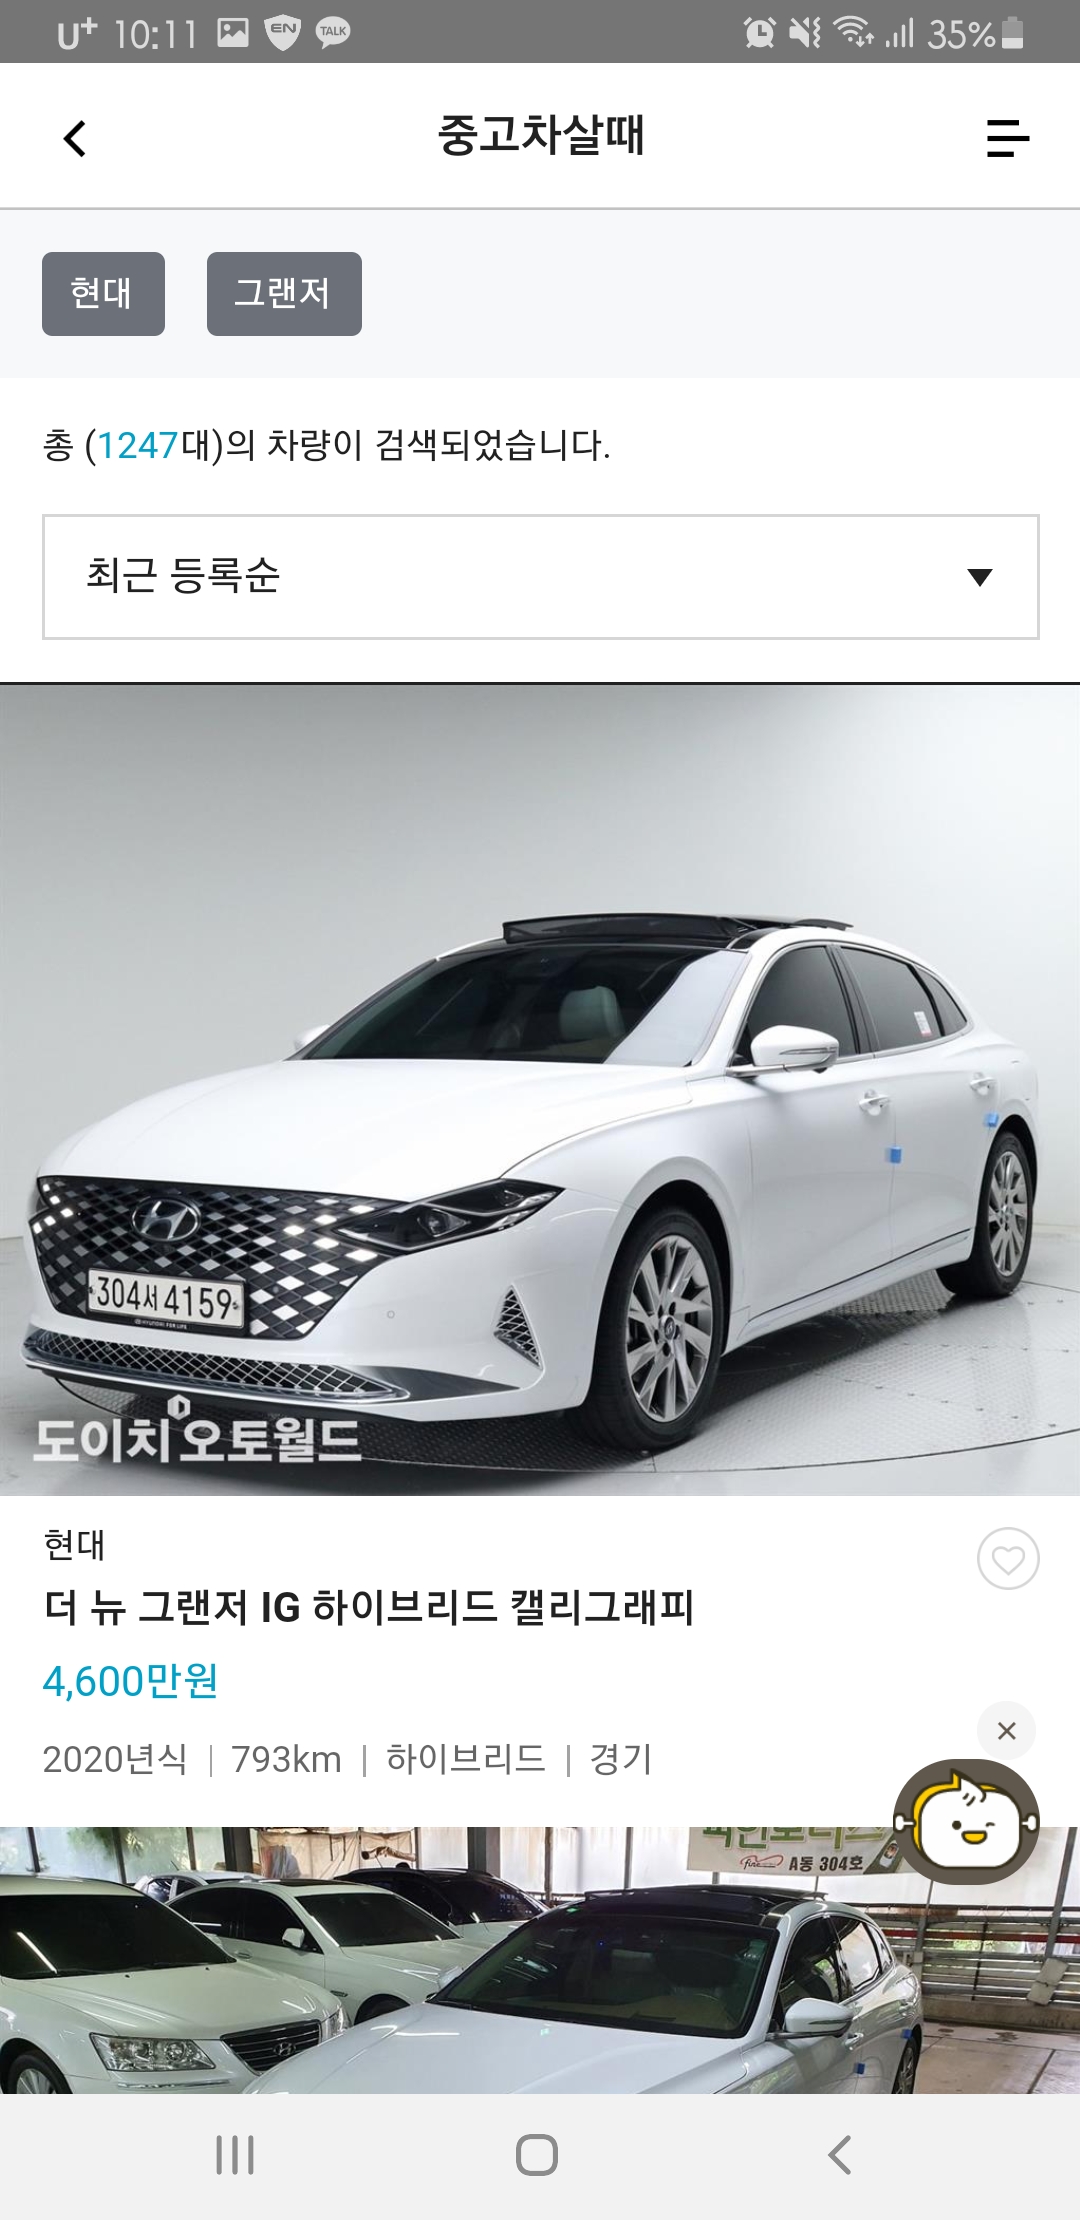 U+ 10:11 EN TALK 35%
중고차살때
현대 그랜저
총 (1247대)의 차량이 검색되었습니다.
최근 등록순
304서 4159
HYUNDAI FOR LIFE
도이치오토월드
현대
더 뉴 그랜저 IG 하이브리드 캘리그래피
4,600만원
2020년식 | 793km | 하이브리드 | 경기
fine A동 304호